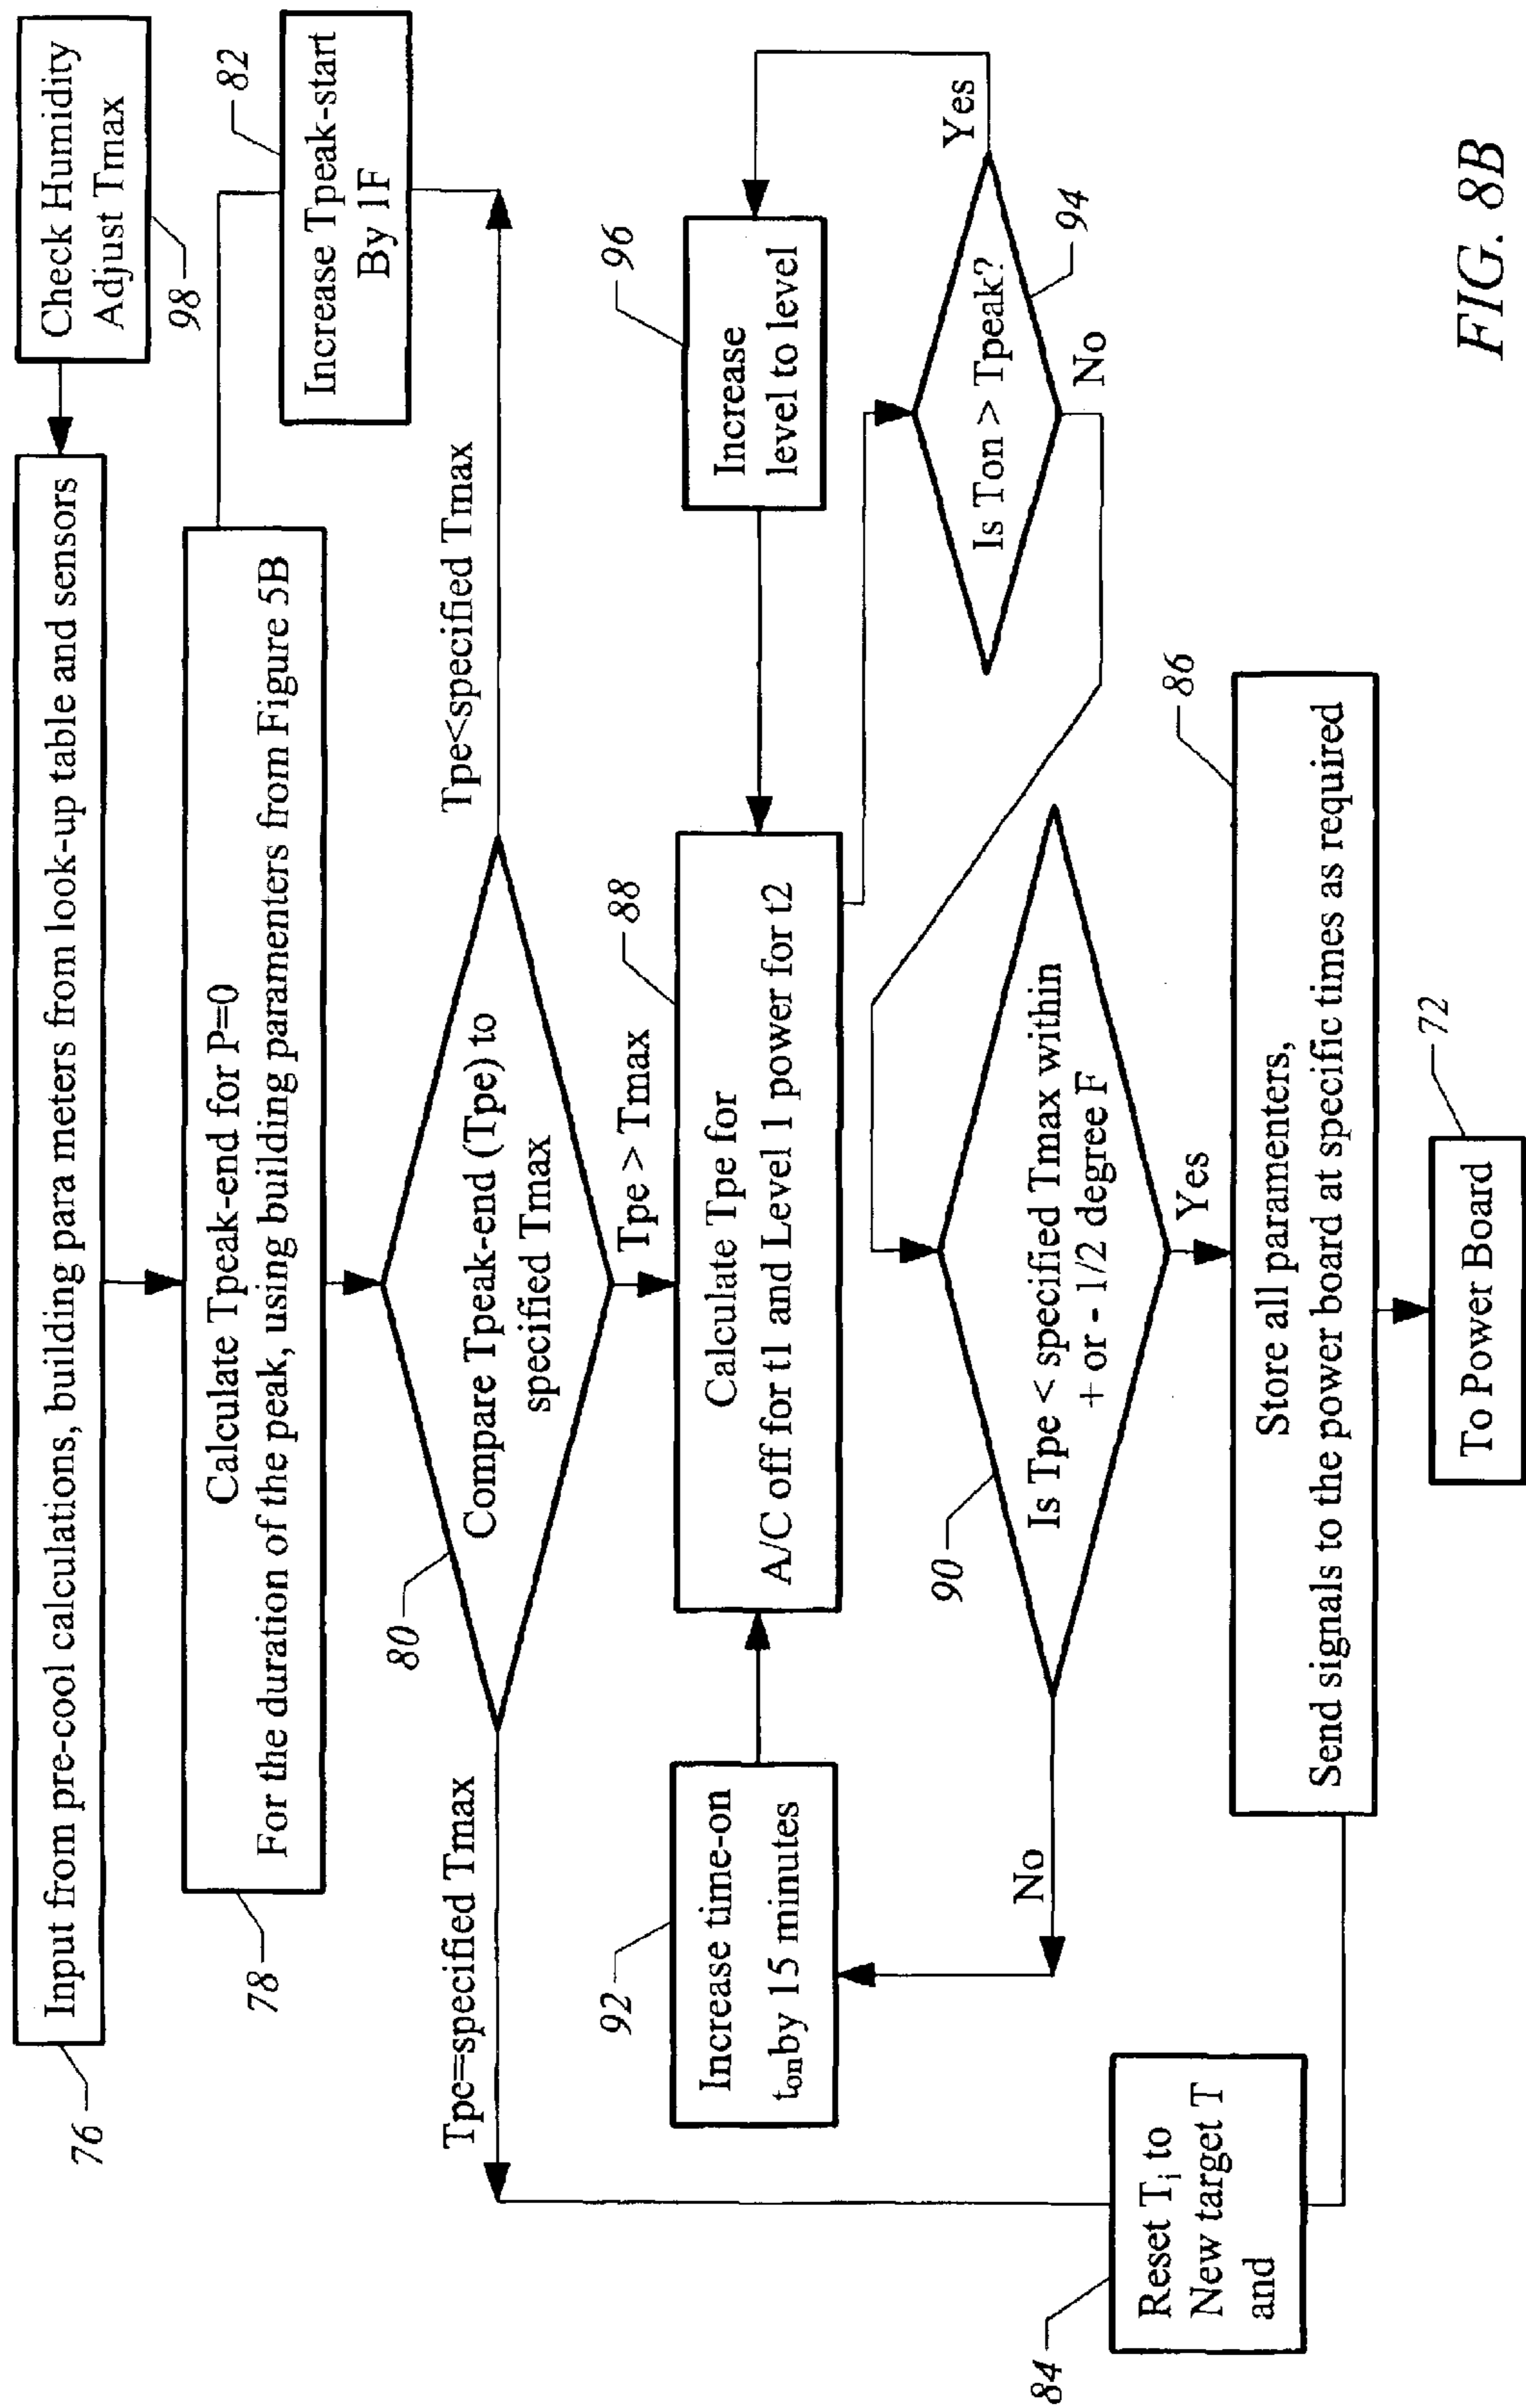 Check Humidity
Adjust Tmax
98
Input from pre-cool calculations, building para meters from look-up table and sensors
76
82
Increase Tpeak-start
By 1F
Calculate Tpeak-end for P=0
For the duration of the peak, using building paramenters from Figure 5B
78
Tpe=specified Tmax
80
Compare Tpeak-end (Tpe) to
specified Tmax
Tpe<specified Tmax
Tpe > Tmax
88
96
92
Increase time-on
ton by 15 minutes
Calculate Tpe for
A/C off for t1 and Level 1 power for t2
Increase
level to level
Yes
Is Ton > Tpeak?
94
No
90
Is Tpe < specified Tmax within
+ or - 1/2 degree F
No
Yes
84
Reset Ti to
New target T
and
86
Store all paramenters,
Send signals to the power board at specific times as required
72
To Power Board
FIG. 8B